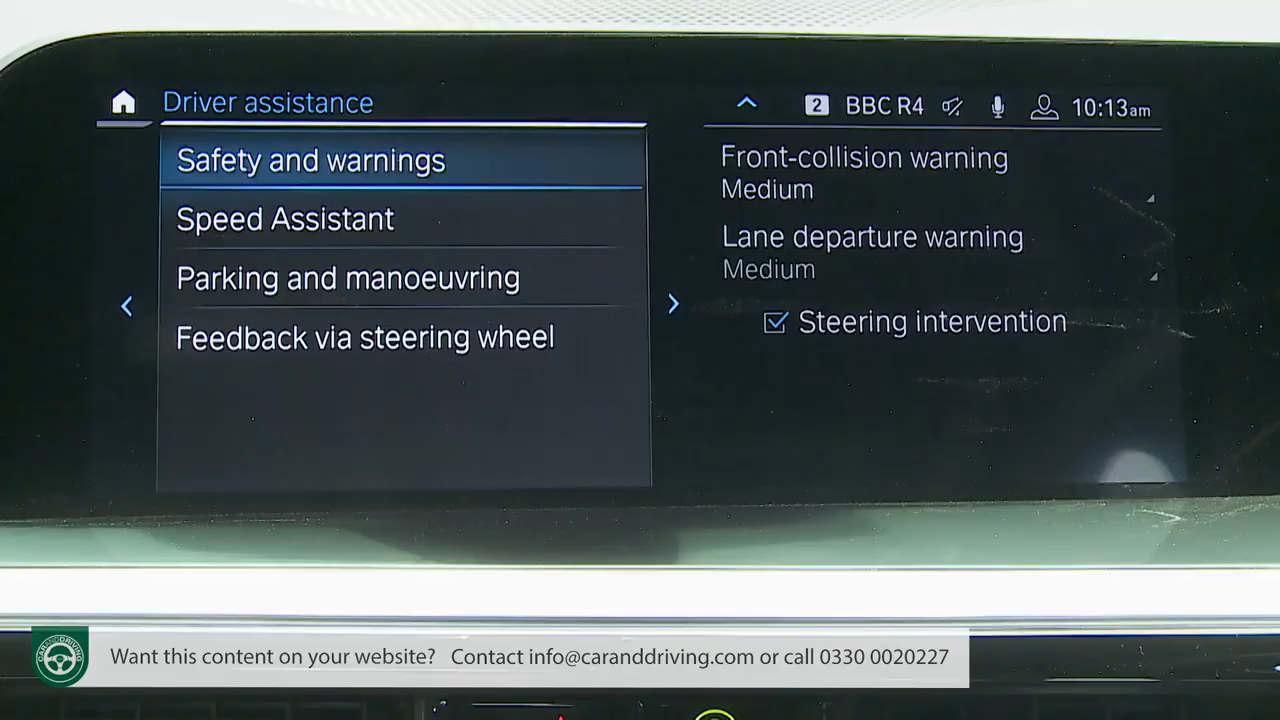 Driver assistance
2 BBC R4 10:13am
Safety and warnings
Speed Assistant
Parking and manoeuvring
Feedback via steering wheel
Front-collision warning
Medium
Lane departure warning
Medium
Steering intervention
CARANDDRIVING
Want this content on your website? Contact info@caranddriving.com or call 0330 0020227